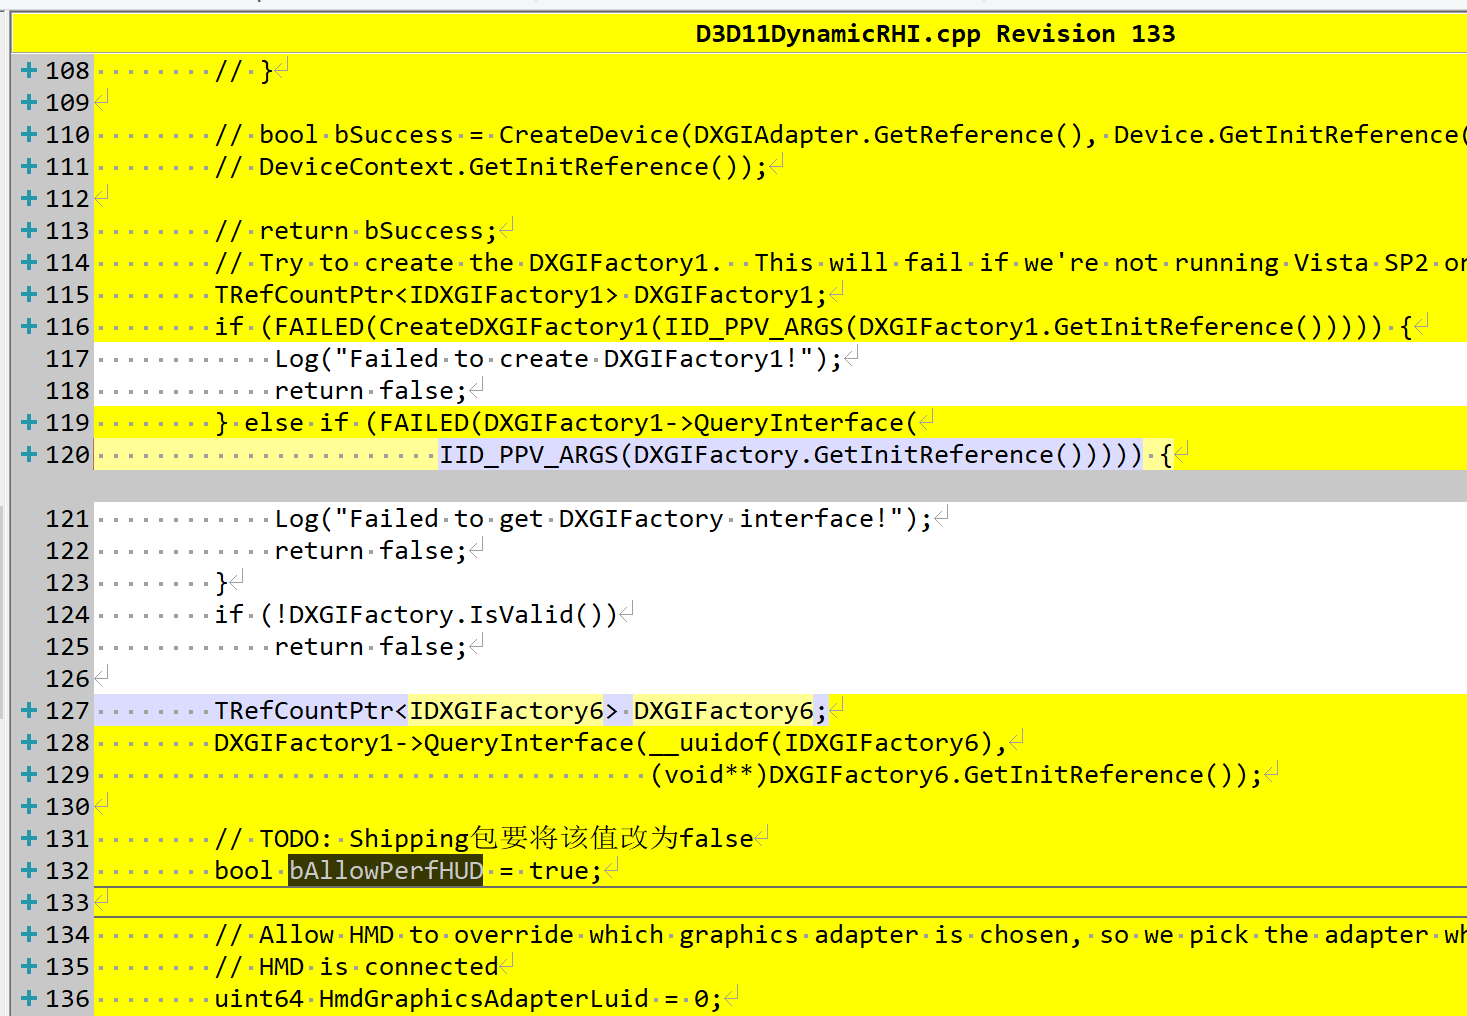 D3D11DynamicRHI.cpp Revision 133
108 // }
109
110 // bool bSuccess = CreateDevice(DXGIAdapter.GetReference(), Device.GetInitReference(
111 // DeviceContext.GetInitReference());
112
113 // return bSuccess;
114 // Try to create the DXGIFactory1.  This will fail if we're not running Vista SP2 or
115 TRefCountPtr<IDXGIFactory1> DXGIFactory1;
116 if (FAILED(CreateDXGIFactory1(IID_PPV_ARGS(DXGIFactory1.GetInitReference())))) {
117 Log("Failed to create DXGIFactory1!");
118 return false;
119 } else if (FAILED(DXGIFactory1->QueryInterface(
120 IID_PPV_ARGS(DXGIFactory.GetInitReference())))) {
121 Log("Failed to get DXGIFactory interface!");
122 return false;
123 }
124 if (!DXGIFactory.IsValid())
125 return false;
126
127 TRefCountPtr<IDXGIFactory6> DXGIFactory6;
128 DXGIFactory1->QueryInterface(__uuidof(IDXGIFactory6),
129 (void**)DXGIFactory6.GetInitReference());
130
131 // TODO: Shipping包要将该值改为false
132 bool bAllowPerfHUD = true;
133
134 // Allow HMD to override which graphics adapter is chosen, so we pick the adapter
135 // HMD is connected
136 uint64 HmdGraphicsAdapterLuid = 0;